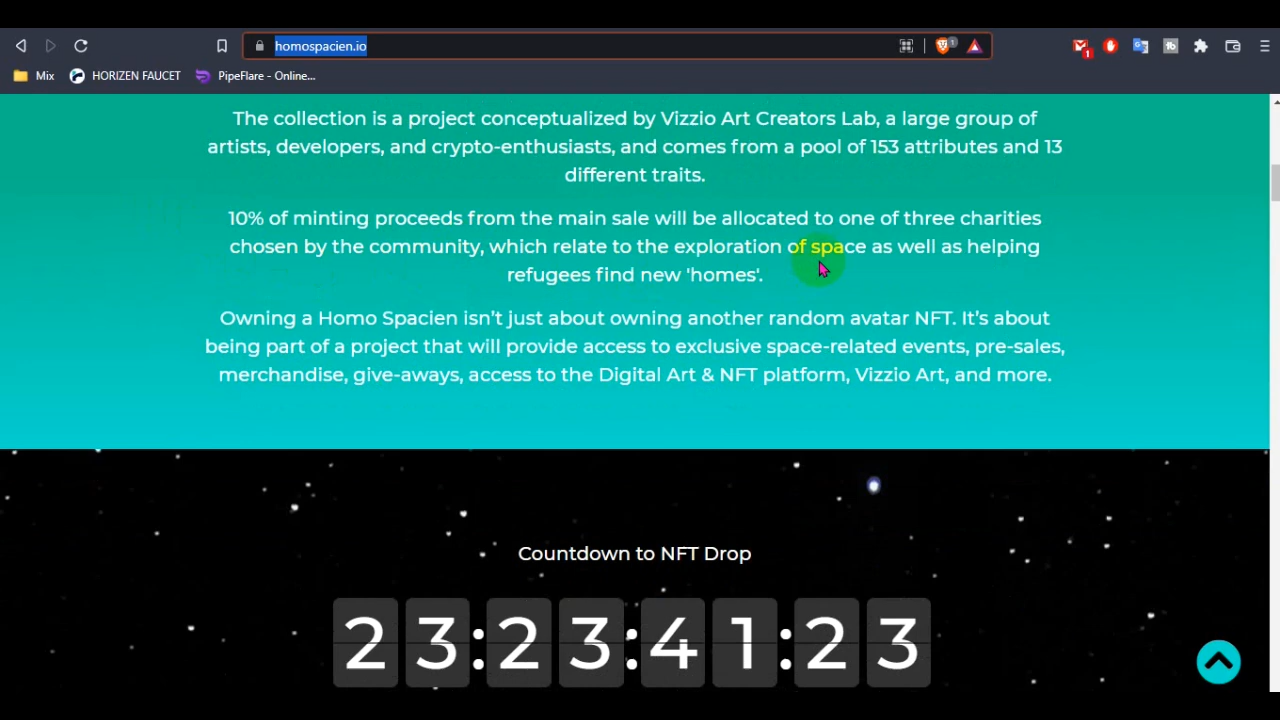 homospacien.io
1
1
Mix
HORIZEN FAUCET
PipeFlare - Online...
The collection is a project conceptualized by Vizzio Art Creators Lab, a large group of
artists, developers, and crypto-enthusiasts, and comes from a pool of 153 attributes and 13
different traits.
10% of minting proceeds from the main sale will be allocated to one of three charities
chosen by the community, which relate to the exploration of space as well as helping
refugees find new 'homes'.
Owning a Homo Spacien isn’t just about owning another random avatar NFT. It’s about
being part of a project that will provide access to exclusive space-related events, pre-sales,
merchandise, give-aways, access to the Digital Art & NFT platform, Vizzio Art, and more.
Countdown to NFT Drop
23:23:41:23